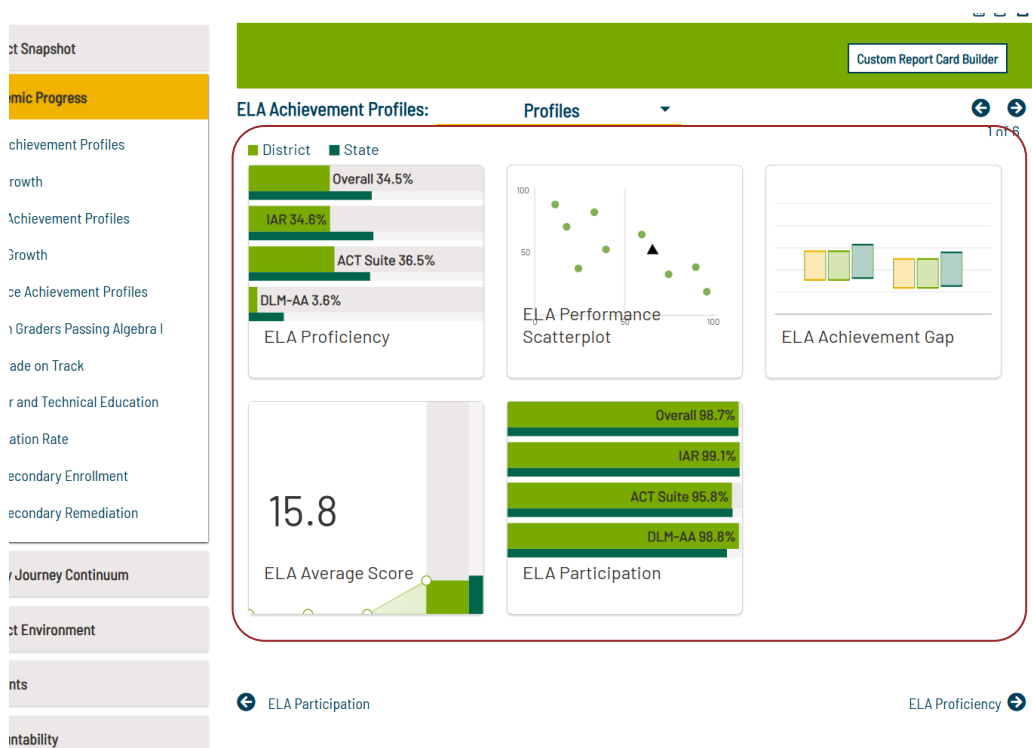 ct Snapshot
emic Progress
chievement Profiles
rowth
Achievement Profiles
Growth
ce Achievement Profiles
h Graders Passing Algebra I
rade on Track
r and Technical Education
ation Rate
econdary Enrollment
econdary Remediation
y Journey Continuum
ct Environment
nts
untability
Custom Report Card Builder
ELA Achievement Profiles: Profiles
1 of 6
District State
Overall 34.5%
IAR 34.6%
ACT Suite 36.5%
DLM-AA 3.6%
ELA Proficiency
100
50
0 50 100
ELA Performance
Scatterplot
ELA Achievement Gap
15.8
ELA Average Score
Overall 98.7%
IAR 99.1%
ACT Suite 95.8%
DLM-AA 98.8%
ELA Participation
ELA Participation
ELA Proficiency